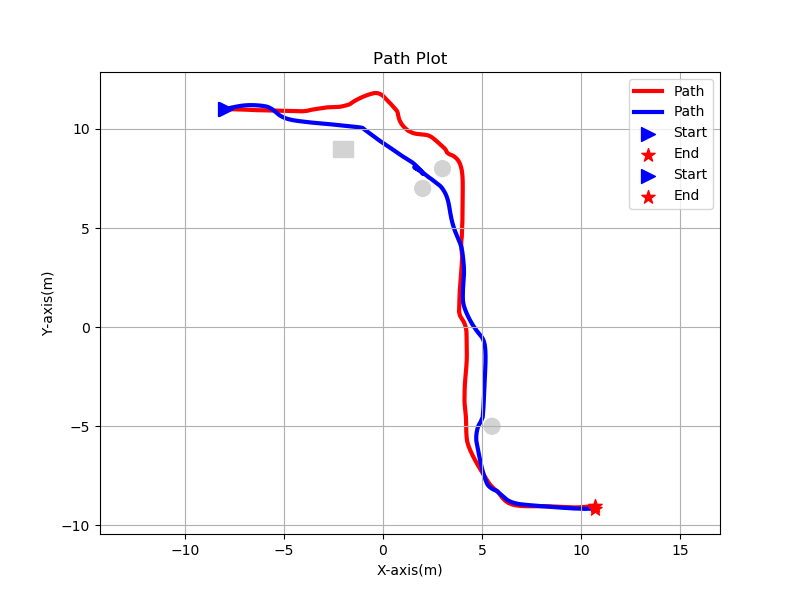 Path Plot
Path
Path
Start
End
Start
End
10
5
0
−5
−10
Y-axis(m)
−10
−5
0
5
10
15
X-axis(m)